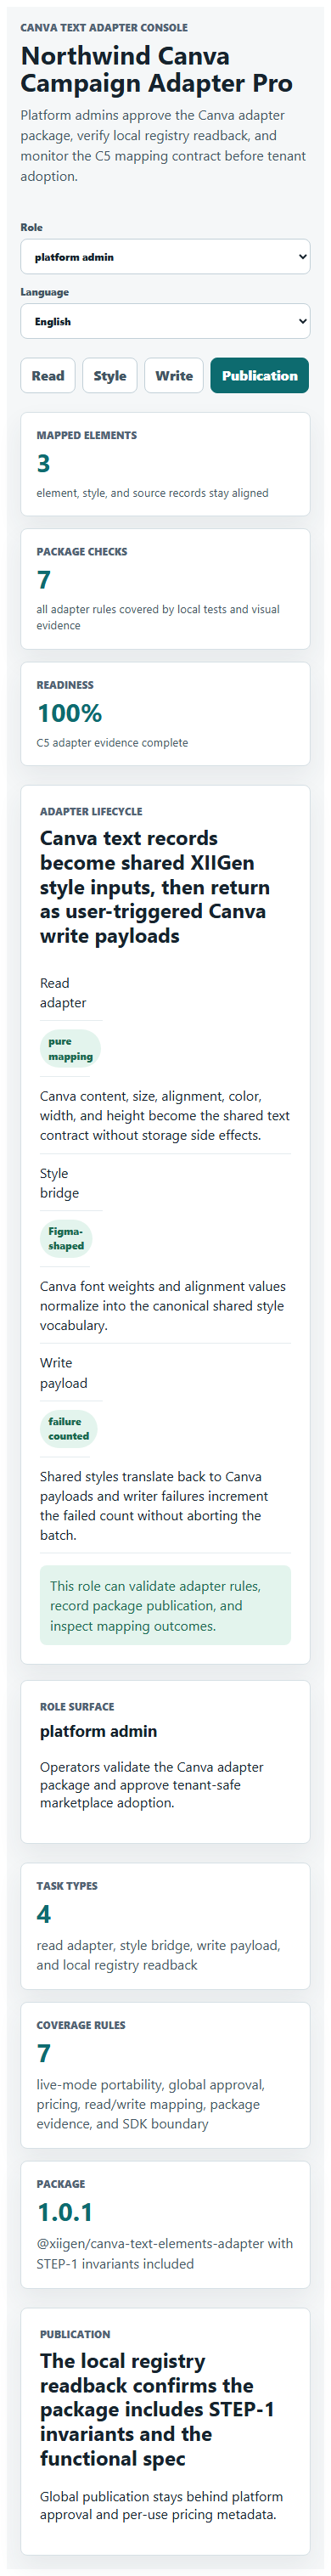 CANVA TEXT ADAPTER CONSOLE
Northwind Canva
Campaign Adapter Pro
Platform admins approve the Canva adapter
package, verify local registry readback, and
monitor the C5 mapping contract before tenant
adoption.
Role
platform admin
Language
English
Read Style Write Publication
MAPPED ELEMENTS
3
element, style, and source records stay aligned
PACKAGE CHECKS
7
all adapter rules covered by local tests and visual
evidence
READINESS
100%
C5 adapter evidence complete
ADAPTER LIFECYCLE
Canva text records
become shared XIIGen
style inputs, then return
as user-triggered Canva
write payloads
Read
adapter
pure
mapping
Canva content, size, alignment, color,
width, and height become the shared text
contract without storage side effects.
Style
bridge
Figma-
shaped
Canva font weights and alignment values
normalize into the canonical shared style
vocabulary.
Write
payload
failure
counted
Shared styles translate back to Canva
payloads and writer failures increment
the failed count without aborting the
batch.
This role can validate adapter rules,
record package publication, and
inspect mapping outcomes.
ROLE SURFACE
platform admin
Operators validate the Canva adapter
package and approve tenant-safe
marketplace adoption.
TASK TYPES
4
read adapter, style bridge, write payload,
and local registry readback
COVERAGE RULES
7
live-mode portability, global approval,
pricing, read/write mapping, package
evidence, and SDK boundary
PACKAGE
1.0.1
@xiigen/canva-text-elements-adapter with
STEP-1 invariants included
PUBLICATION
The local registry
readback confirms the
package includes STEP-1
invariants and the
functional spec
Global publication stays behind platform
approval and per-use pricing metadata.